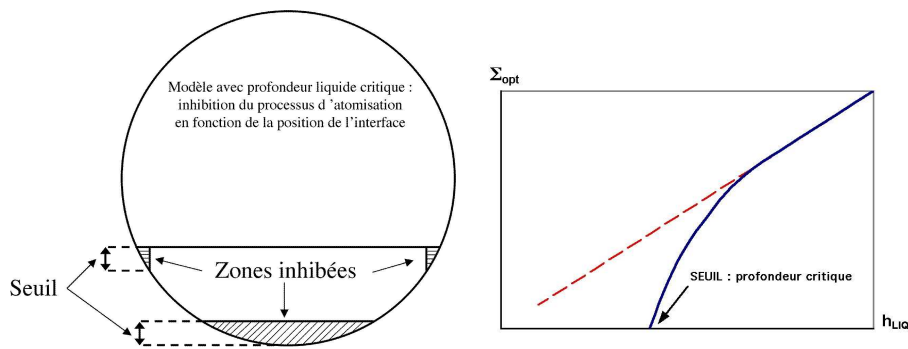 Modèle avec profondeur liquide critique :
inhibition du processus d ’atomisation
en fonction de la position de l’interface
Seuil
Zones inhibées
Σopt
SEUIL : profondeur critique
hLIQ